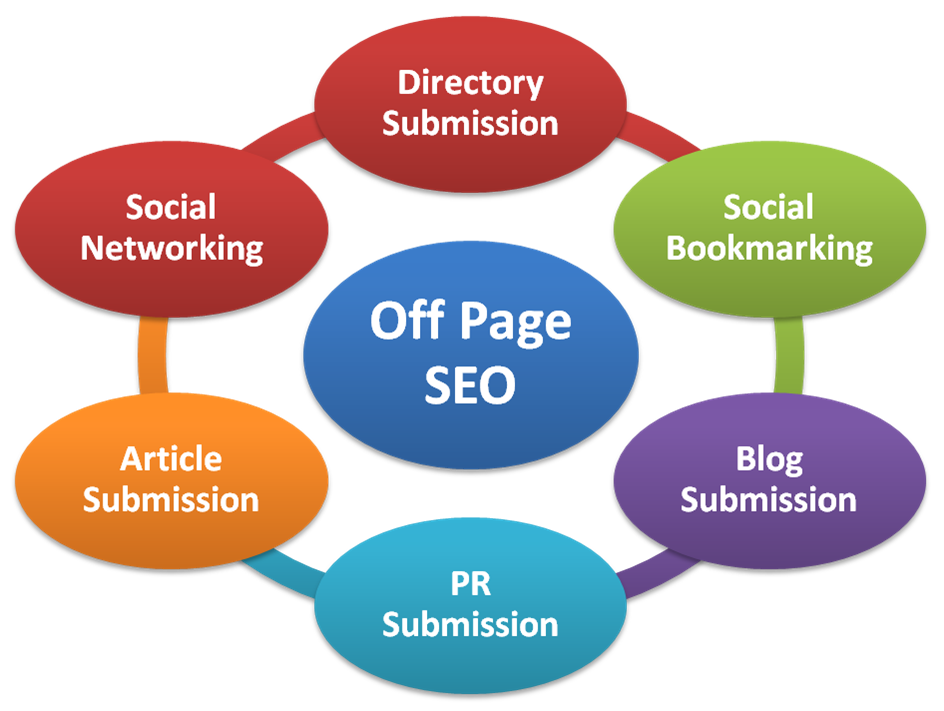 Directory
Submission
Social
Networking
Social
Bookmarking
Off Page
SEO
Article
Submission
Blog
Submission
PR
Submission